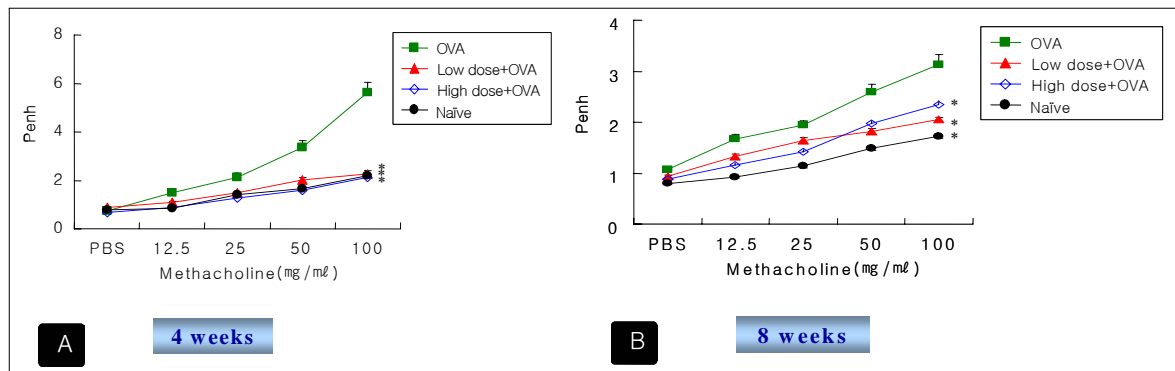 8
6
4
2
0
Penh
PBS 12.5 25 50 100
Methacholine(mg/mℓ)
OVA
Low dose+OVA
High dose+OVA
Naïve
*
*
*
A
4 weeks
4
3
2
1
0
Penh
PBS 12.5 25 50 100
Methacholine(mg/mℓ)
OVA
Low dose+OVA
High dose+OVA
Naïve
*
*
*
B
8 weeks